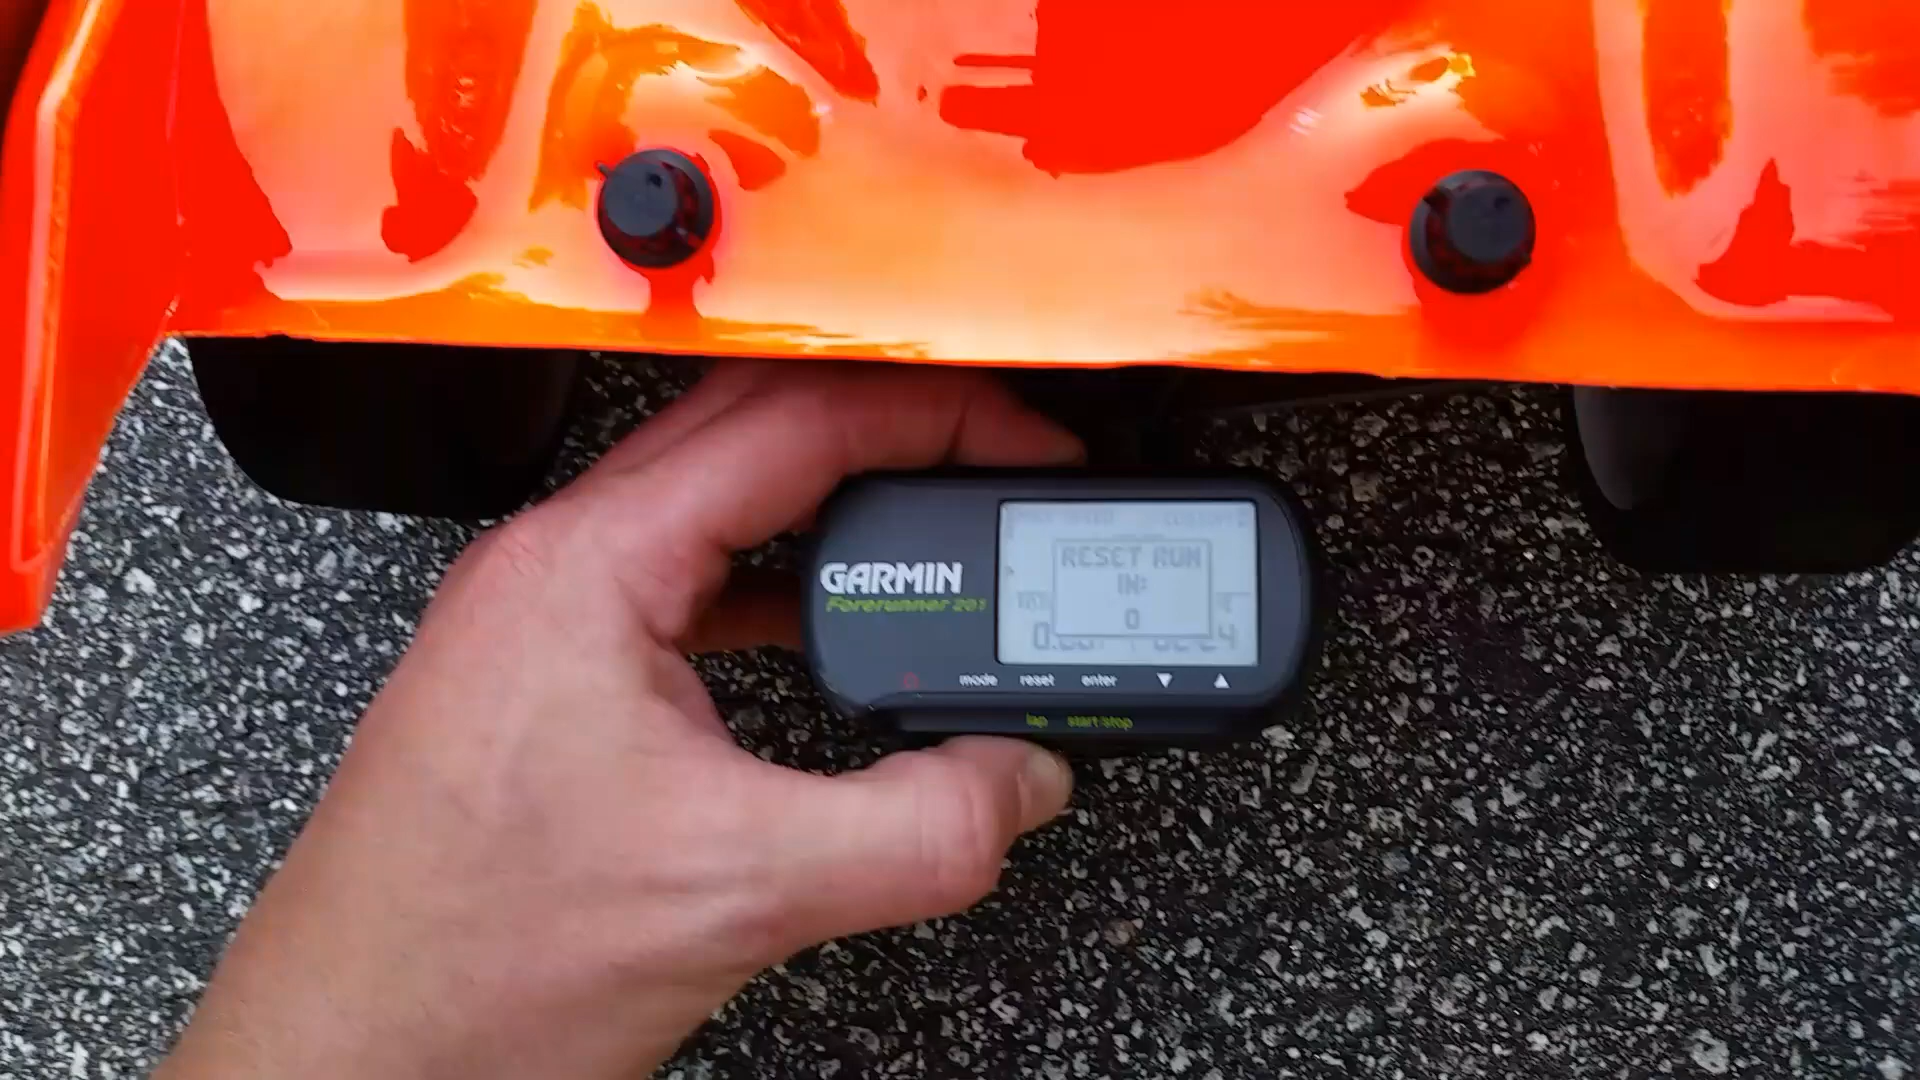 GARMIN
Forerunner 201
RESET RUN
IN:
0
mode reset enter ▼ ▲
lap start/stop